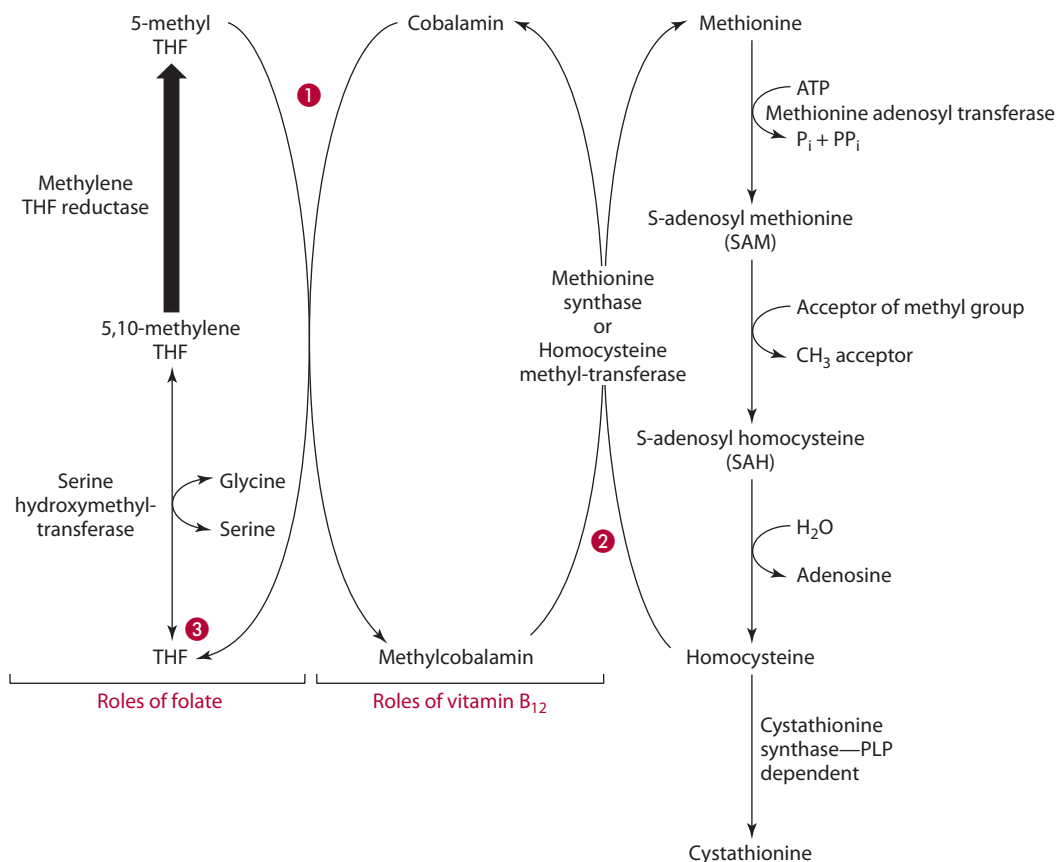 5-methyl
THF
Cobalamin
Methionine
1
ATP
Methionine adenosyl transferase
Pᵢ + PPᵢ
Methylene
THF reductase
S-adenosyl methionine
(SAM)
Methionine
synthase
or
Homocysteine
methyl-transferase
Acceptor of methyl group
CH₃ acceptor
5,10-methylene
THF
S-adenosyl homocysteine
(SAH)
Serine
hydroxymethyl-
transferase
Glycine
Serine
2
H₂O
Adenosine
3
THF
Methylcobalamin
Homocysteine
Roles of folate
Roles of vitamin B₁₂
Cystathionine
synthase—PLP
dependent
Cystathionine